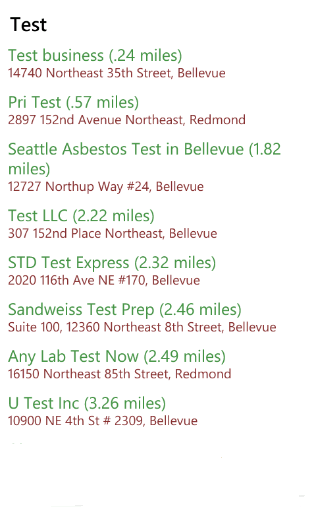 Test
Test business (.24 miles)
14740 Northeast 35th Street, Bellevue
Pri Test (.57 miles)
2897 152nd Avenue Northeast, Redmond
Seattle Asbestos Test in Bellevue (1.82
miles)
12727 Northup Way #24, Bellevue
Test LLC (2.22 miles)
307 152nd Place Northeast, Bellevue
STD Test Express (2.32 miles)
2020 116th Ave NE #170, Bellevue
Sandweiss Test Prep (2.46 miles)
Suite 100, 12360 Northeast 8th Street, Bellevue
Any Lab Test Now (2.49 miles)
16150 Northeast 85th Street, Redmond
U Test Inc (3.26 miles)
10900 NE 4th St # 2309, Bellevue